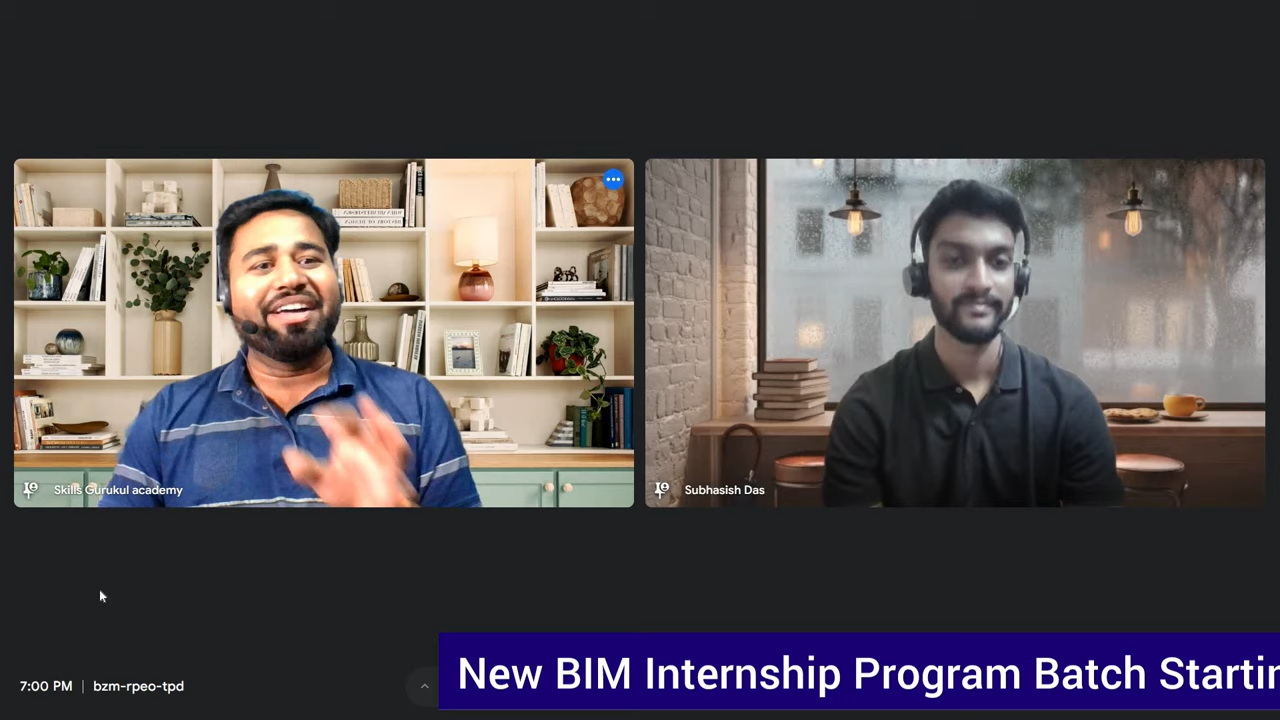 Skills Gurukul academy
Subhasish Das
7:00 PM | bzm-rpeo-tpd
New BIM Internship Program Batch Startin